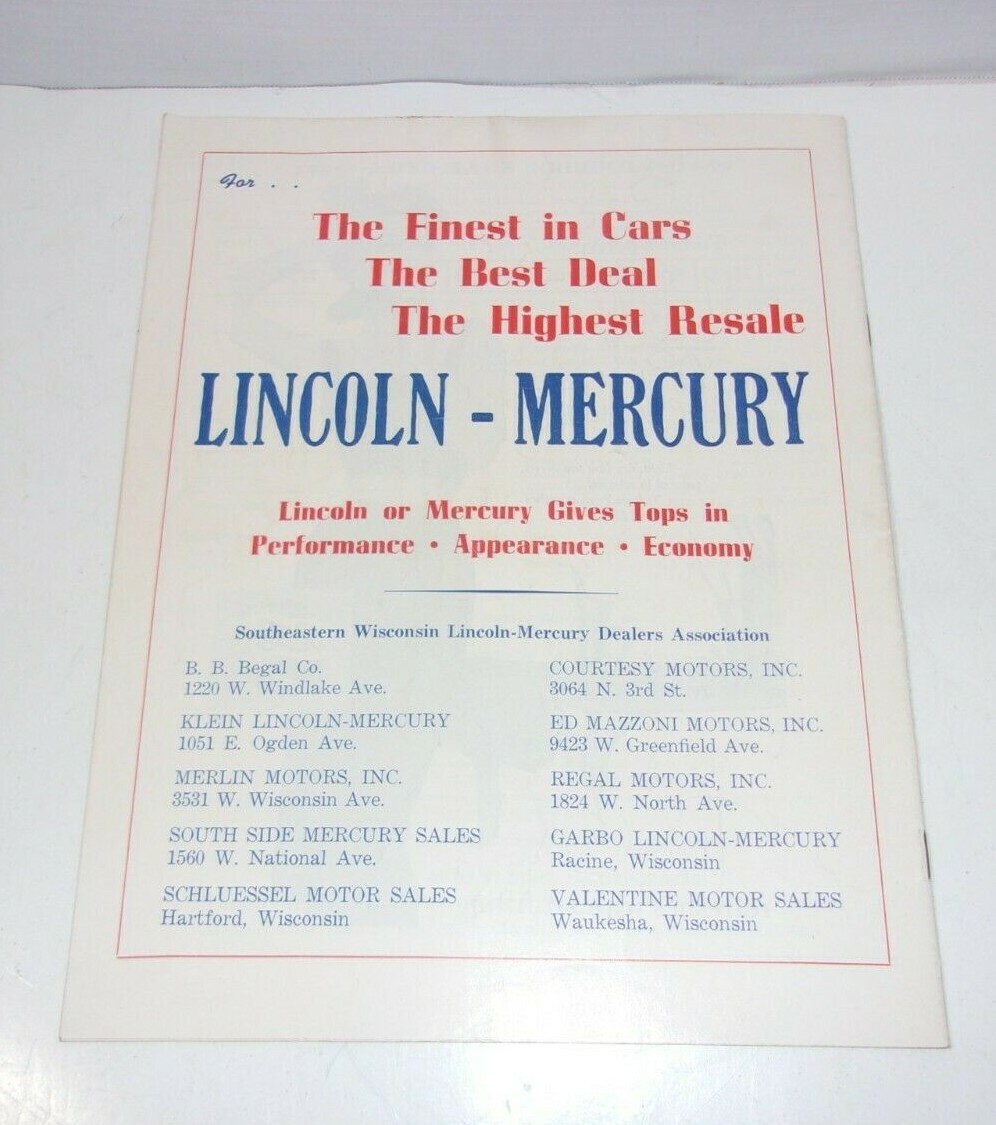 For . .
The Finest in Cars
The Best Deal
The Highest Resale
LINCOLN - MERCURY
Lincoln or Mercury Gives Tops in
Performance • Appearance • Economy
Southeastern Wisconsin Lincoln-Mercury Dealers Association
B. B. Begal Co.
1220 W. Windlake Ave.
KLEIN LINCOLN-MERCURY
1051 E. Ogden Ave.
MERLIN MOTORS, INC.
3531 W. Wisconsin Ave.
SOUTH SIDE MERCURY SALES
1560 W. National Ave.
SCHLUESSEL MOTOR SALES
Hartford, Wisconsin
COURTESY MOTORS, INC.
3064 N. 3rd St.
ED MAZZONI MOTORS, INC.
9423 W. Greenfield Ave.
REGAL MOTORS, INC.
1824 W. North Ave.
GARBO LINCOLN-MERCURY
Racine, Wisconsin
VALENTINE MOTOR SALES
Waukesha, Wisconsin